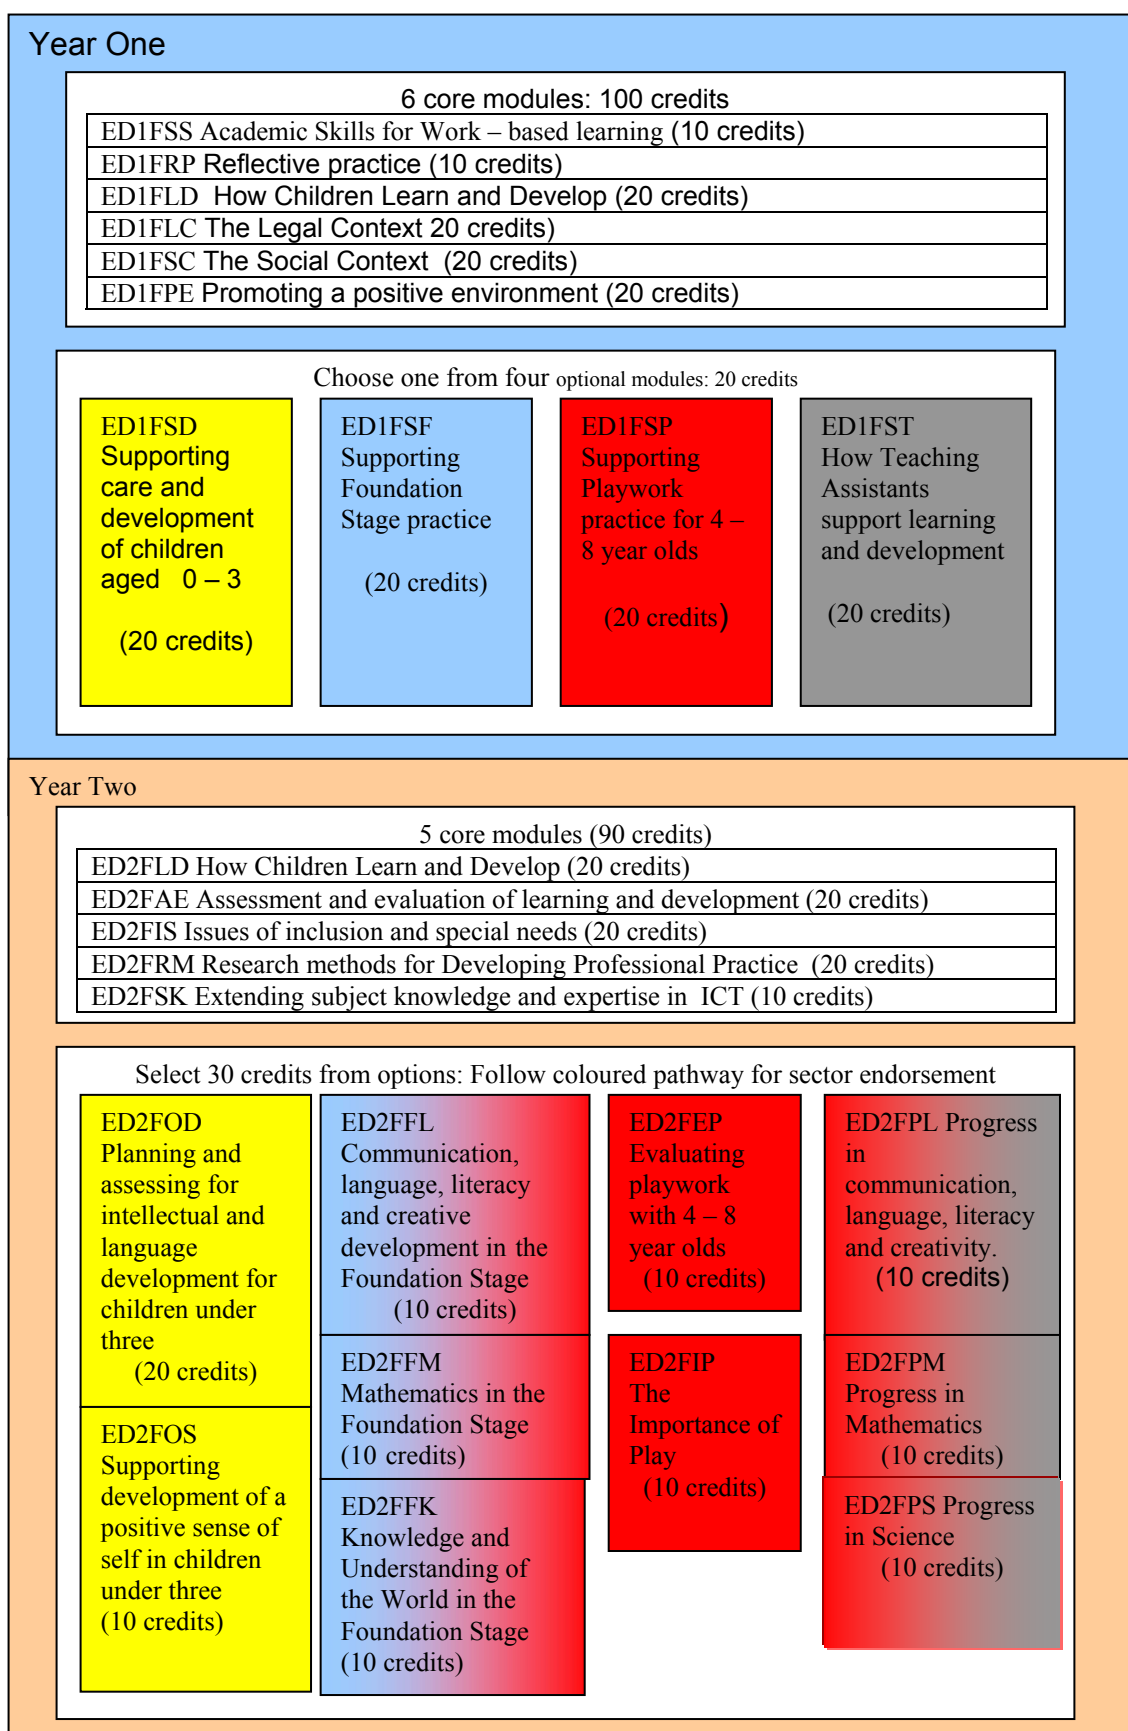 Year One
6 core modules: 100 credits
ED1FSS Academic Skills for Work – based learning (10 credits)
ED1FRP Reflective practice (10 credits)
ED1FLD How Children Learn and Develop (20 credits)
ED1FLC The Legal Context 20 credits)
ED1FSC The Social Context (20 credits)
ED1FPE Promoting a positive environment (20 credits)
Choose one from four optional modules: 20 credits
ED1FSD
Supporting
care and
development
of children
aged 0 – 3
(20 credits)
ED1FSF
Supporting
Foundation
Stage practice
(20 credits)
ED1FSP
Supporting
Playwork
practice for 4 –
8 year olds
(20 credits)
ED1FST
How Teaching
Assistants
support learning
and development
(20 credits)
Year Two
5 core modules (90 credits)
ED2FLD How Children Learn and Develop (20 credits)
ED2FAE Assessment and evaluation of learning and development (20 credits)
ED2FIS Issues of inclusion and special needs (20 credits)
ED2FRM Research methods for Developing Professional Practice (20 credits)
ED2FSK Extending subject knowledge and expertise in ICT (10 credits)
Select 30 credits from options: Follow coloured pathway for sector endorsement
ED2FOD
Planning and
assessing for
intellectual and
language
development for
children under
three
(20 credits)
ED2FOS
Supporting
development of a
positive sense of
self in children
under three
(10 credits)
ED2FFL
Communication,
language, literacy
and creative
development in the
Foundation Stage
(10 credits)
ED2FFM
Mathematics in the
Foundation Stage
(10 credits)
ED2FFK
Knowledge and
Understanding of
the World in the
Foundation Stage
(10 credits)
ED2FEP
Evaluating
playwork
with 4 – 8
year olds
(10 credits)
ED2FIP
The
Importance of
Play
(10 credits)
ED2FPL Progress
in
communication,
language, literacy
and creativity.
(10 credits)
ED2FPM
Progress in
Mathematics
(10 credits)
ED2FPS Progress
in Science
(10 credits)